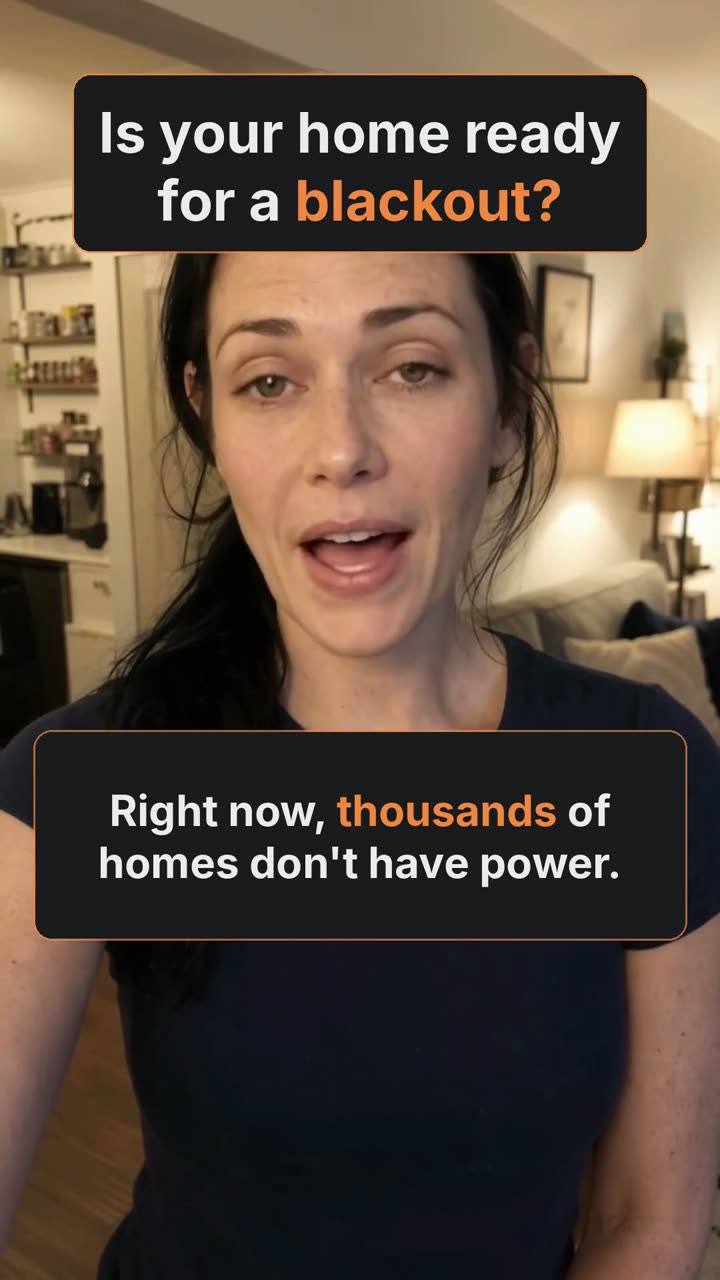 Is your home ready
for a blackout?
Right now, thousands of
homes don't have power.